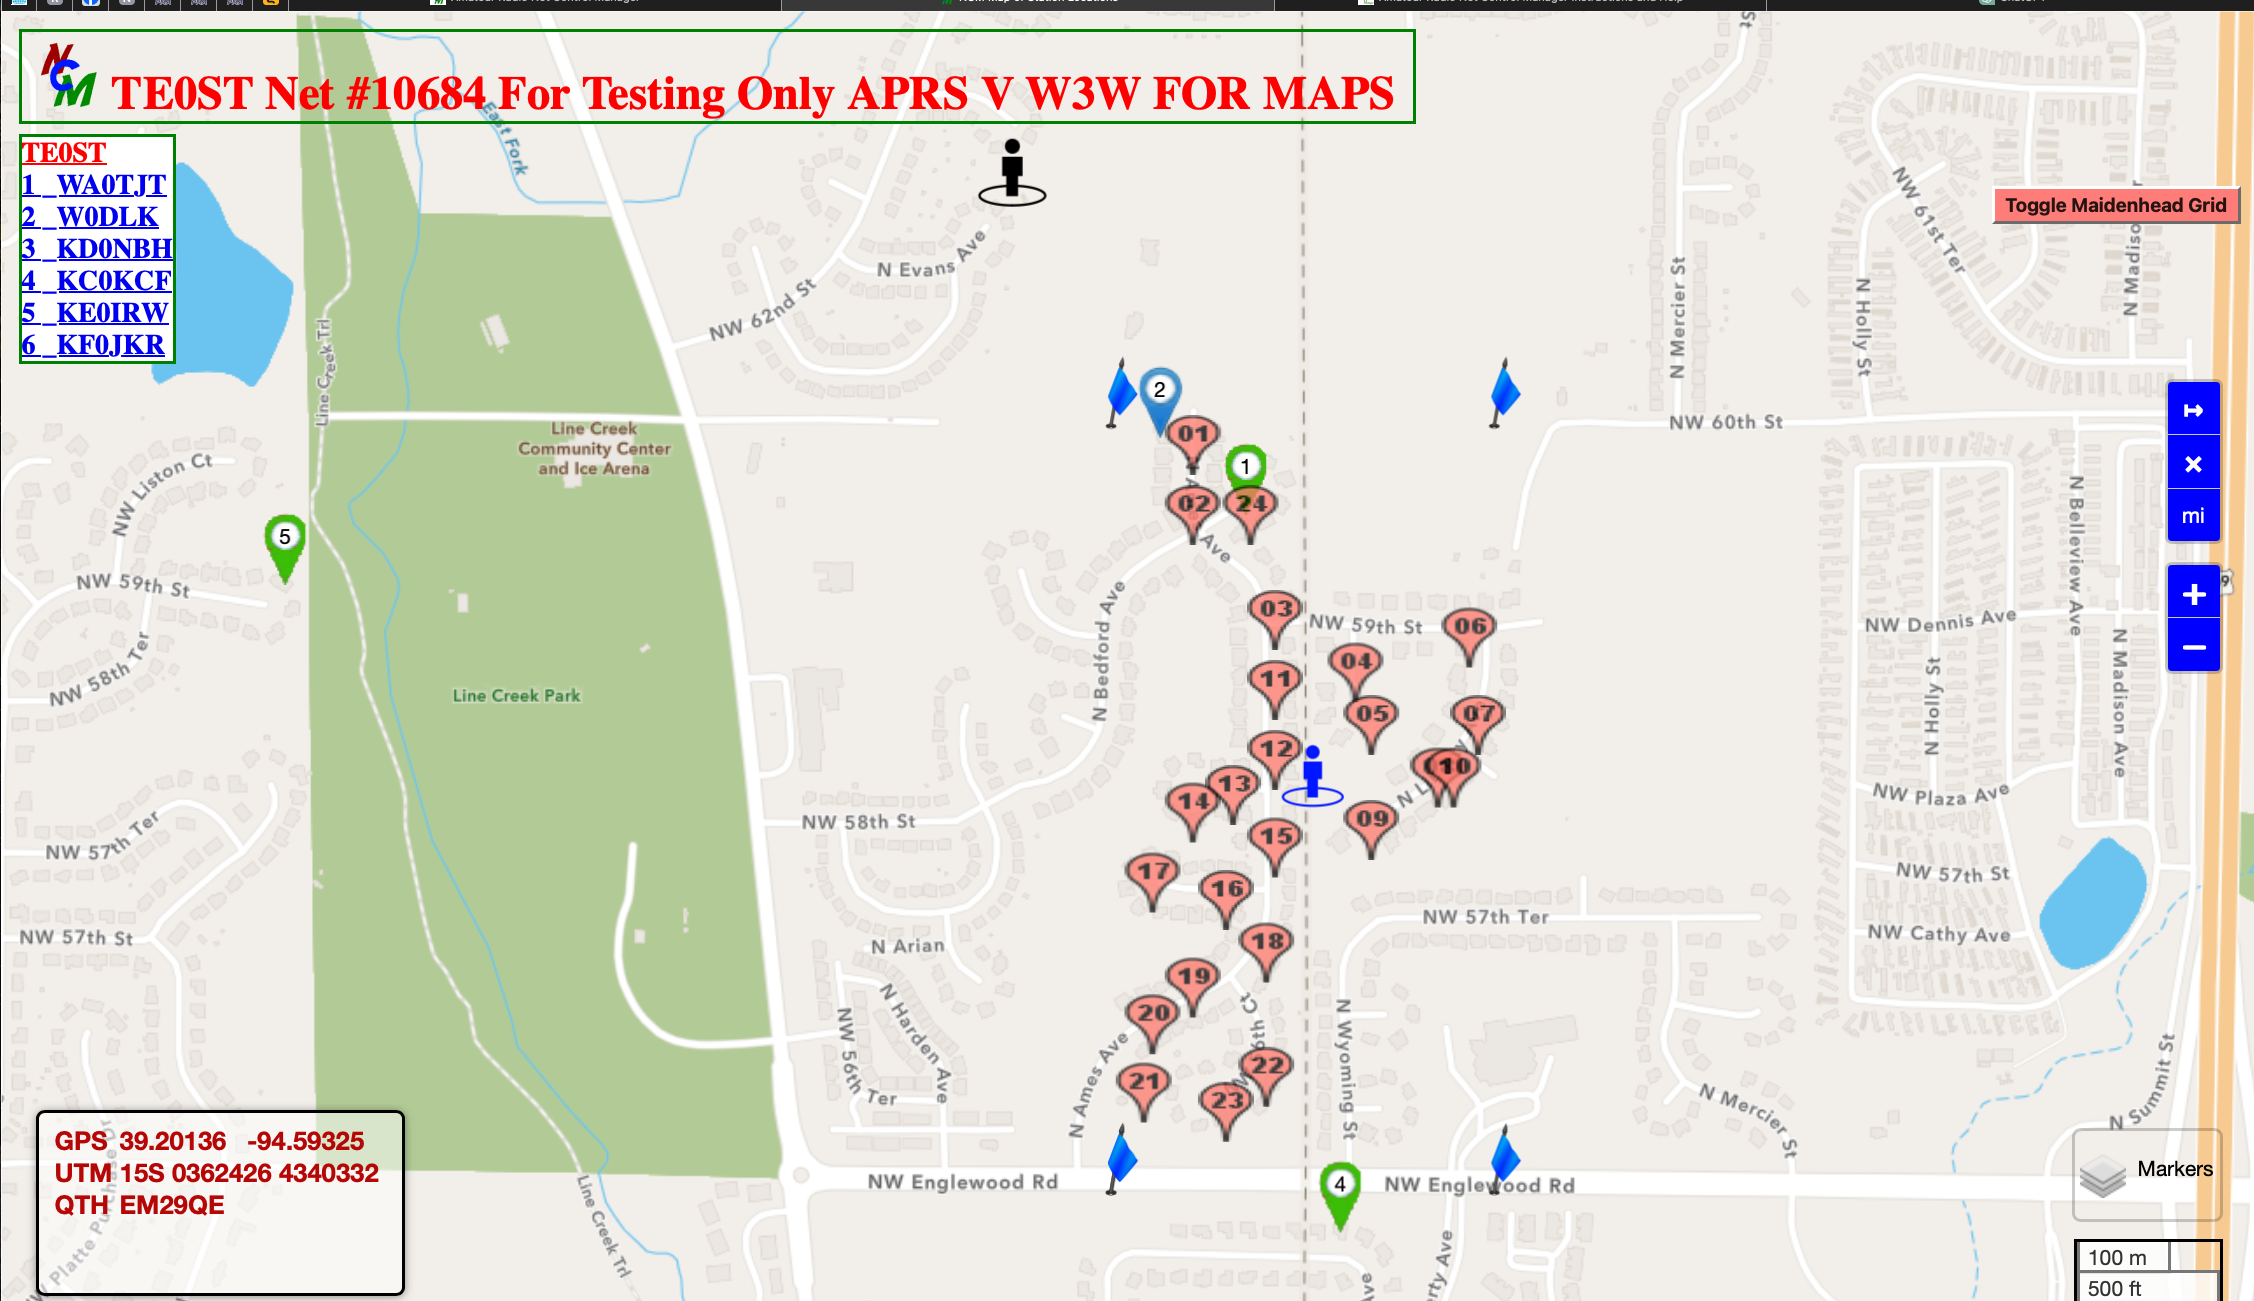 NCM
TE0ST Net #10684 For Testing Only APRS V W3W FOR MAPS
TE0ST
1 _WA0TJT
2 _W0DLK
3 _KD0NBH
4 _KC0KCF
5 _KE0IRW
6 _KF0JKR
Toggle Maidenhead Grid
East Fork
N Evans Ave
NW 62nd St
Line Creek Trl
Line Creek
Community Center
and Ice Arena
NW Liston Ct
NW 59th St
NW 58th Ter
Line Creek Park
NW 57th Ter
NW 57th St
N Bedford Ave
Ave
NW 58th St
N Arian
N Harden Ave
NW 56th Ter
N Ames Ave
NW Englewood Rd
Line Creek Trl
St
N Mercier St
N Holly St
NW 61st Ter
NW 60th St
NW 59th St
N Belleview Ave
NW Dennis Ave
N Holly St
N Madison Ave
NW Plaza Ave
NW 57th St
NW Cathy Ave
NW 57th Ter
N Wyoming St
N Mercier St
N Summit St
NW Englewood Rd
2
01
1
02
24
5
03
06
04
11
05
07
12
10
13
14
09
15
17
16
18
19
20
22
21
23
4
mi
+
−
9
GPS 39.20136 -94.59325
UTM 15S 0362426 4340332
QTH EM29QE
Markers
100 m
500 ft